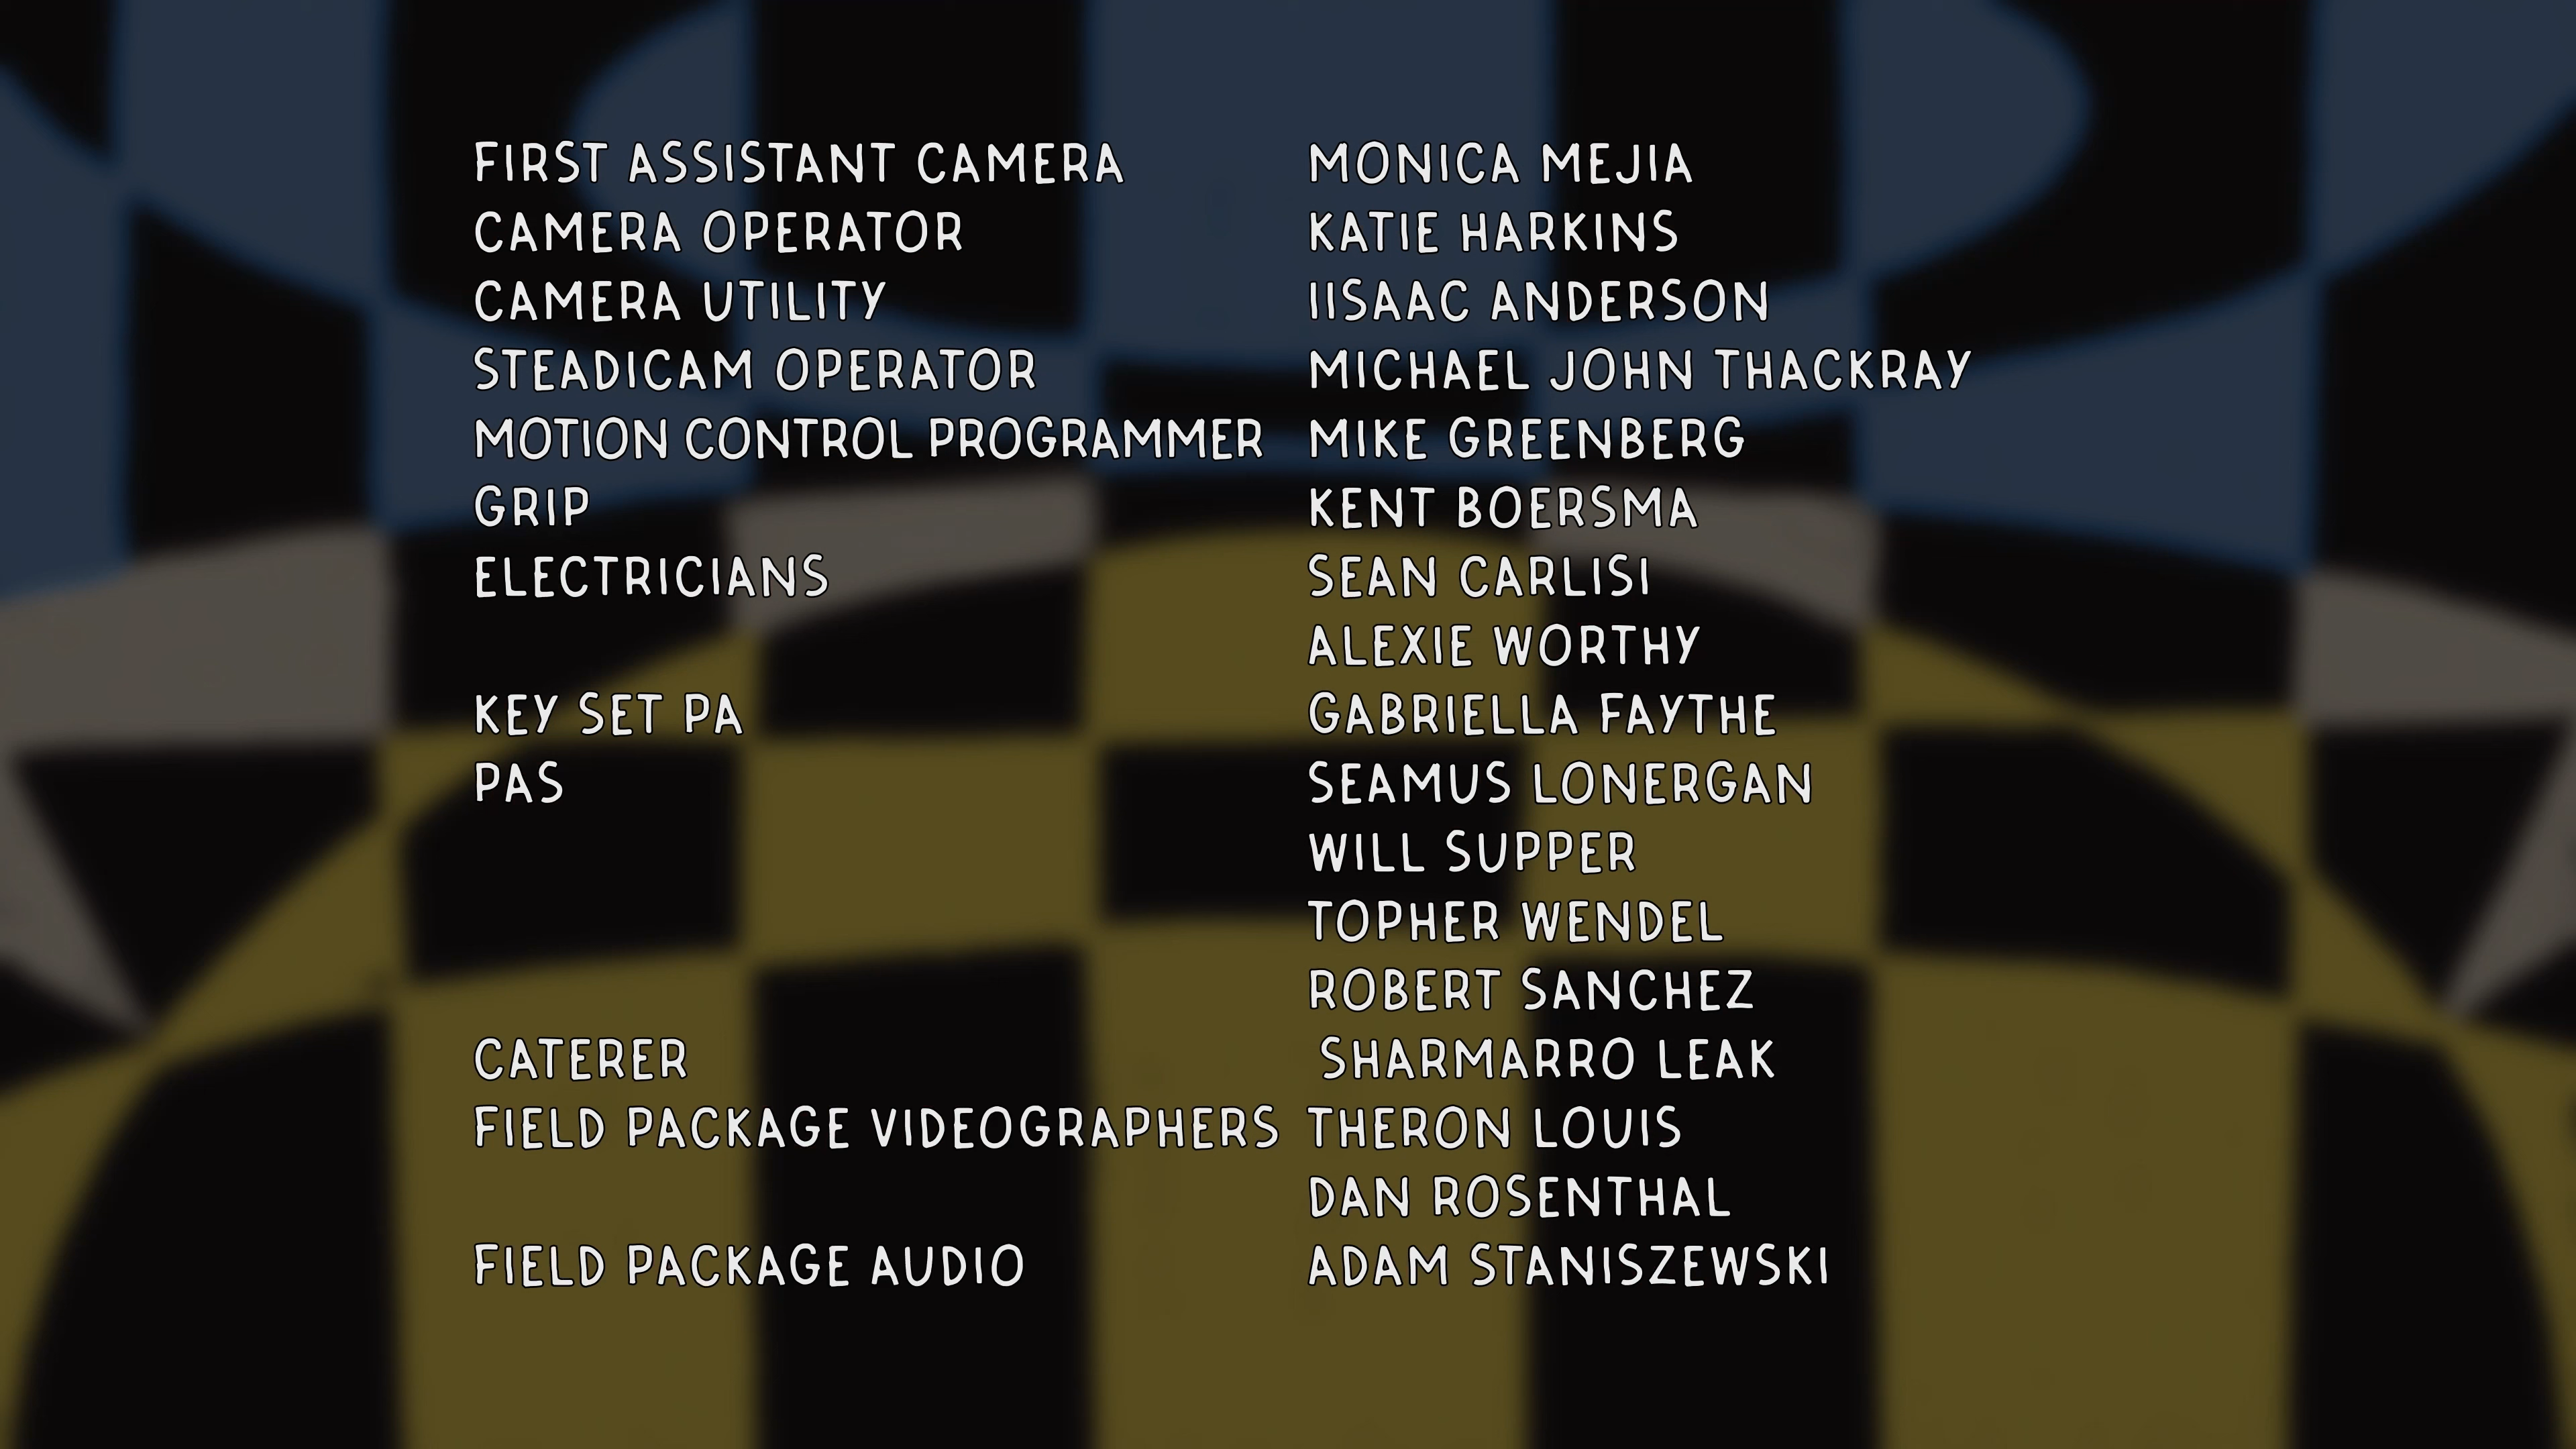 FIRST ASSISTANT CAMERA MONICA MEJIA
CAMERA OPERATOR KATIE HARKINS
CAMERA UTILITY IISAAC ANDERSON
STEADICAM OPERATOR MICHAEL JOHN THACKRAY
MOTION CONTROL PROGRAMMER MIKE GREENBERG
GRIP KENT BOERSMA
ELECTRICIANS SEAN CARLISI
ALEXIE WORTHY
KEY SET PA GABRIELLA FAYTHE
PAS SEAMUS LONERGAN
WILL SUPPER
TOPHER WENDEL
ROBERT SANCHEZ
CATERER SHARMARRO LEAK
FIELD PACKAGE VIDEOGRAPHERS THERON LOUIS
DAN ROSENTHAL
FIELD PACKAGE AUDIO ADAM STANISZEWSKI